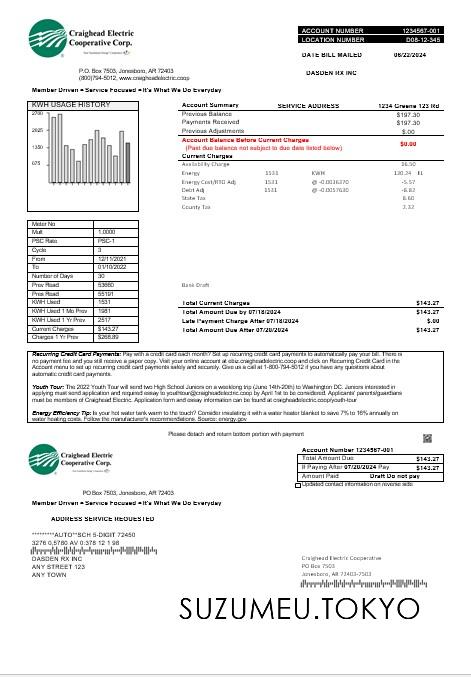 Craighead Electric
Cooperative Corp.
ACCOUNT NUMBER 1234567-001
LOCATION NUMBER D08-12-345
DATE BILL MAILED 06/22/2024
P.O. Box 7503, Jonesboro, AR 72403
(800)794-5012, www.craigheadelectric.coop
DASDEN RX INC
Member Driven • Service Focused • It's What We Do Everyday
KWH USAGE HISTORY
2700
2025
1350
675
Account Summary SERVICE ADDRESS 1234 Greene 123 Rd
Previous Balance $197.30
Payments Received $197.30
Previous Adjustments $.00
Account Balance Before Current Charges $0.00
(Past due balance not subject to due date listed below)
Current Charges
Availability Charge 26.50
Energy 1531 KWH 120.24 EL
Energy Cost/RTO Adj 1531 @ -0.0036370 -5.57
Debt Adj 1531 @ -0.0057630 -8.82
State Tax 8.60
County Tax 2.32
Meter No
Mult 1.0000
PSC Rate PSC-1
Cycle 3
From 12/11/2021
To 01/10/2022
Number of Days 30
Prev Read 53660
Pres Read 55191
KWH Used 1531
KWH Used 1 Mo Prev 1981
KWH Used 1 Yr Prev 2517
Current Charges $143.27
Charges 1 Yr Prev $268.89
Bank Draft
Total Current Charges $143.27
Total Amount Due by 07/18/2024 $143.27
Late Payment Charge After 07/18/2024 $.00
Total Amount Due After 07/20/2024 $143.27
Recurring Credit Card Payments: Pay with a credit card each month? Set up recurring credit card payments to automatically pay your bill. There is
no payment fee and you still receive a paper copy. Visit your online account at ebiz.craigheadelectric.coop and click on Recurring Credit Card in the
Account menu to set up recurring credit card payments safely and securely. Give us a call at 1-800-794-5012 if you have any questions about
automatic credit card payments.
Youth Tour: The 2022 Youth Tour will send two High School Juniors on a weeklong trip (June 14th-20th) to Washington DC. Juniors interested in
applying must send application and required essay to youthtour@craigheadelectric.coop by April 1st to be considered. Applicants' parents/guardians
must be members of Craighead Electric. Application form and essay information can be found at craigheadelectric.coop/youth-tour
Energy Efficiency Tip: Is your hot water tank warm to the touch? Consider insulating it with a water heater blanket to save 7% to 16% annually on
water heating costs. Follow the manufacturer's recommendations. Source: energy.gov
Please detach and return bottom portion with payment
Craighead Electric
Cooperative Corp.
Account Number 1234567-001
Total Amount Due $143.27
If Paying After 07/20/2024 Pay $143.27
Amount Paid Draft Do not pay
Updated contact information on reverse side
PO Box 7503, Jonesboro, AR 72403
Member Driven • Service Focused • It's What We Do Everyday
ADDRESS SERVICE REQUESTED
*********AUTO**SCH 5-DIGIT 72450
3276 0.5760 AV 0.378 12 1 98
DASDEN RX INC
ANY STREET 123
ANY TOWN
Craighead Electric Cooperative
PO Box 7503
Jonesboro, AR 72403-7503
SUZUMEU.TOKYO